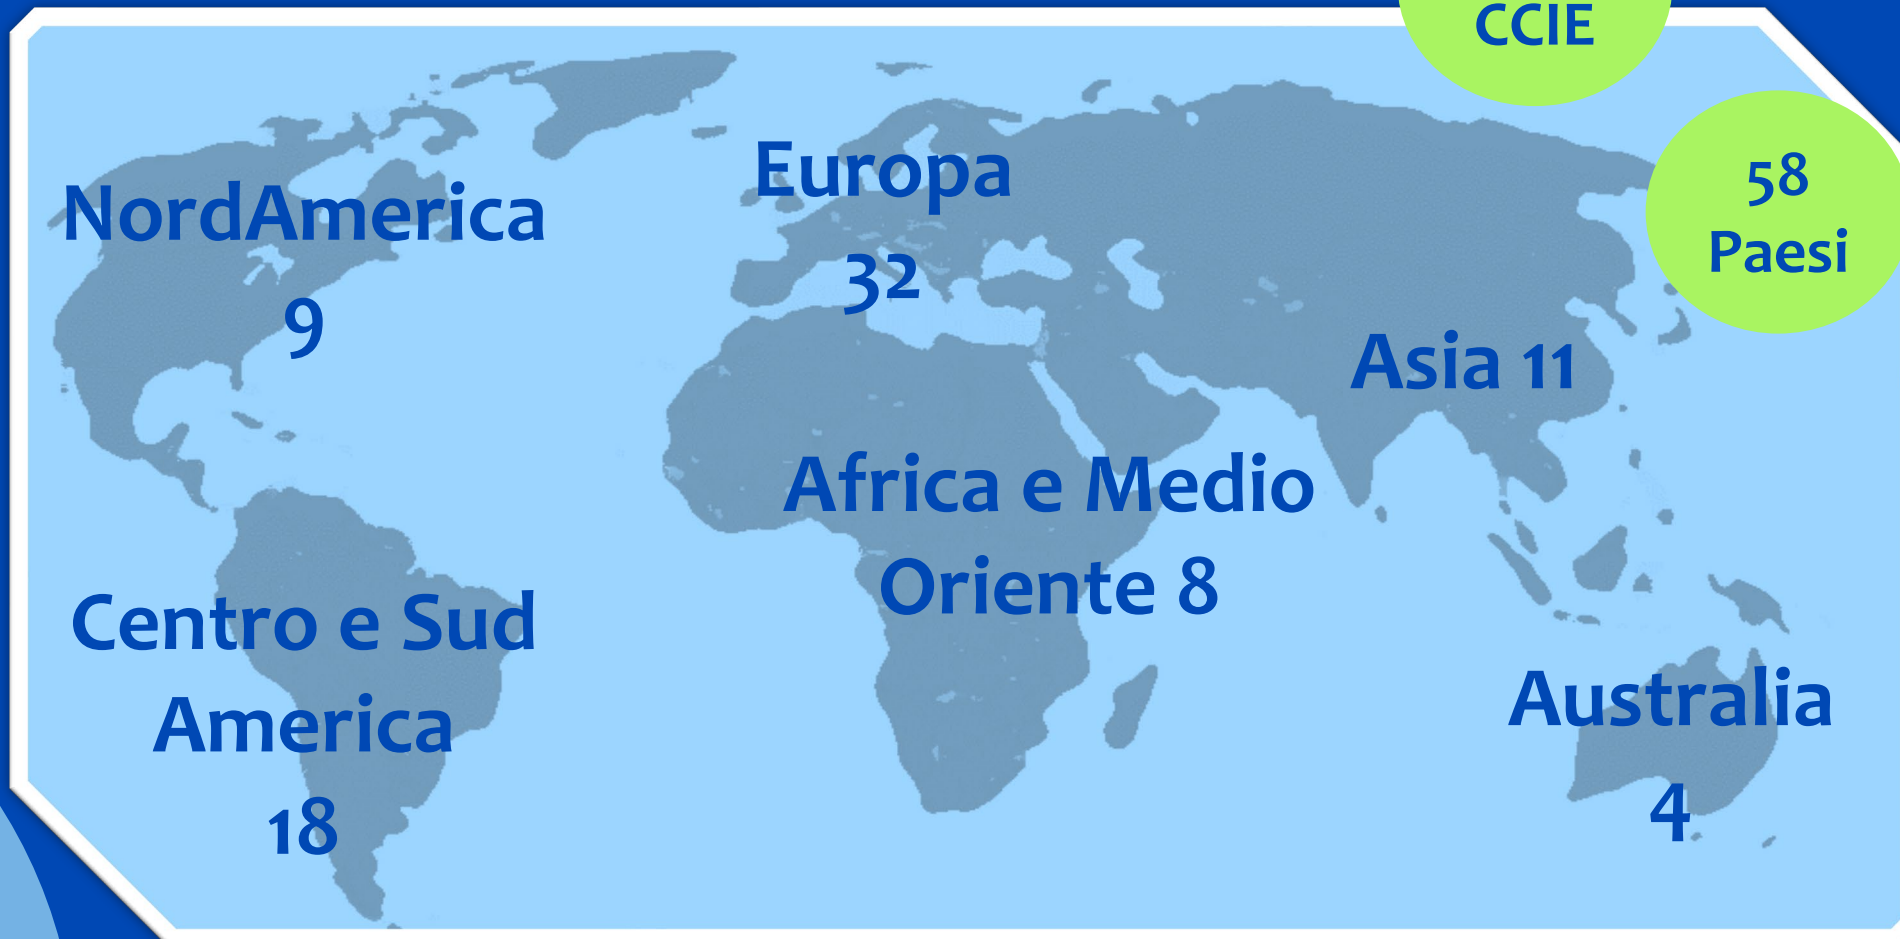 CCIE
58
Paesi
Europa
32
NordAmerica
9
Asia 11
Africa e Medio
Oriente 8
Centro e Sud
America
18
Australia
4